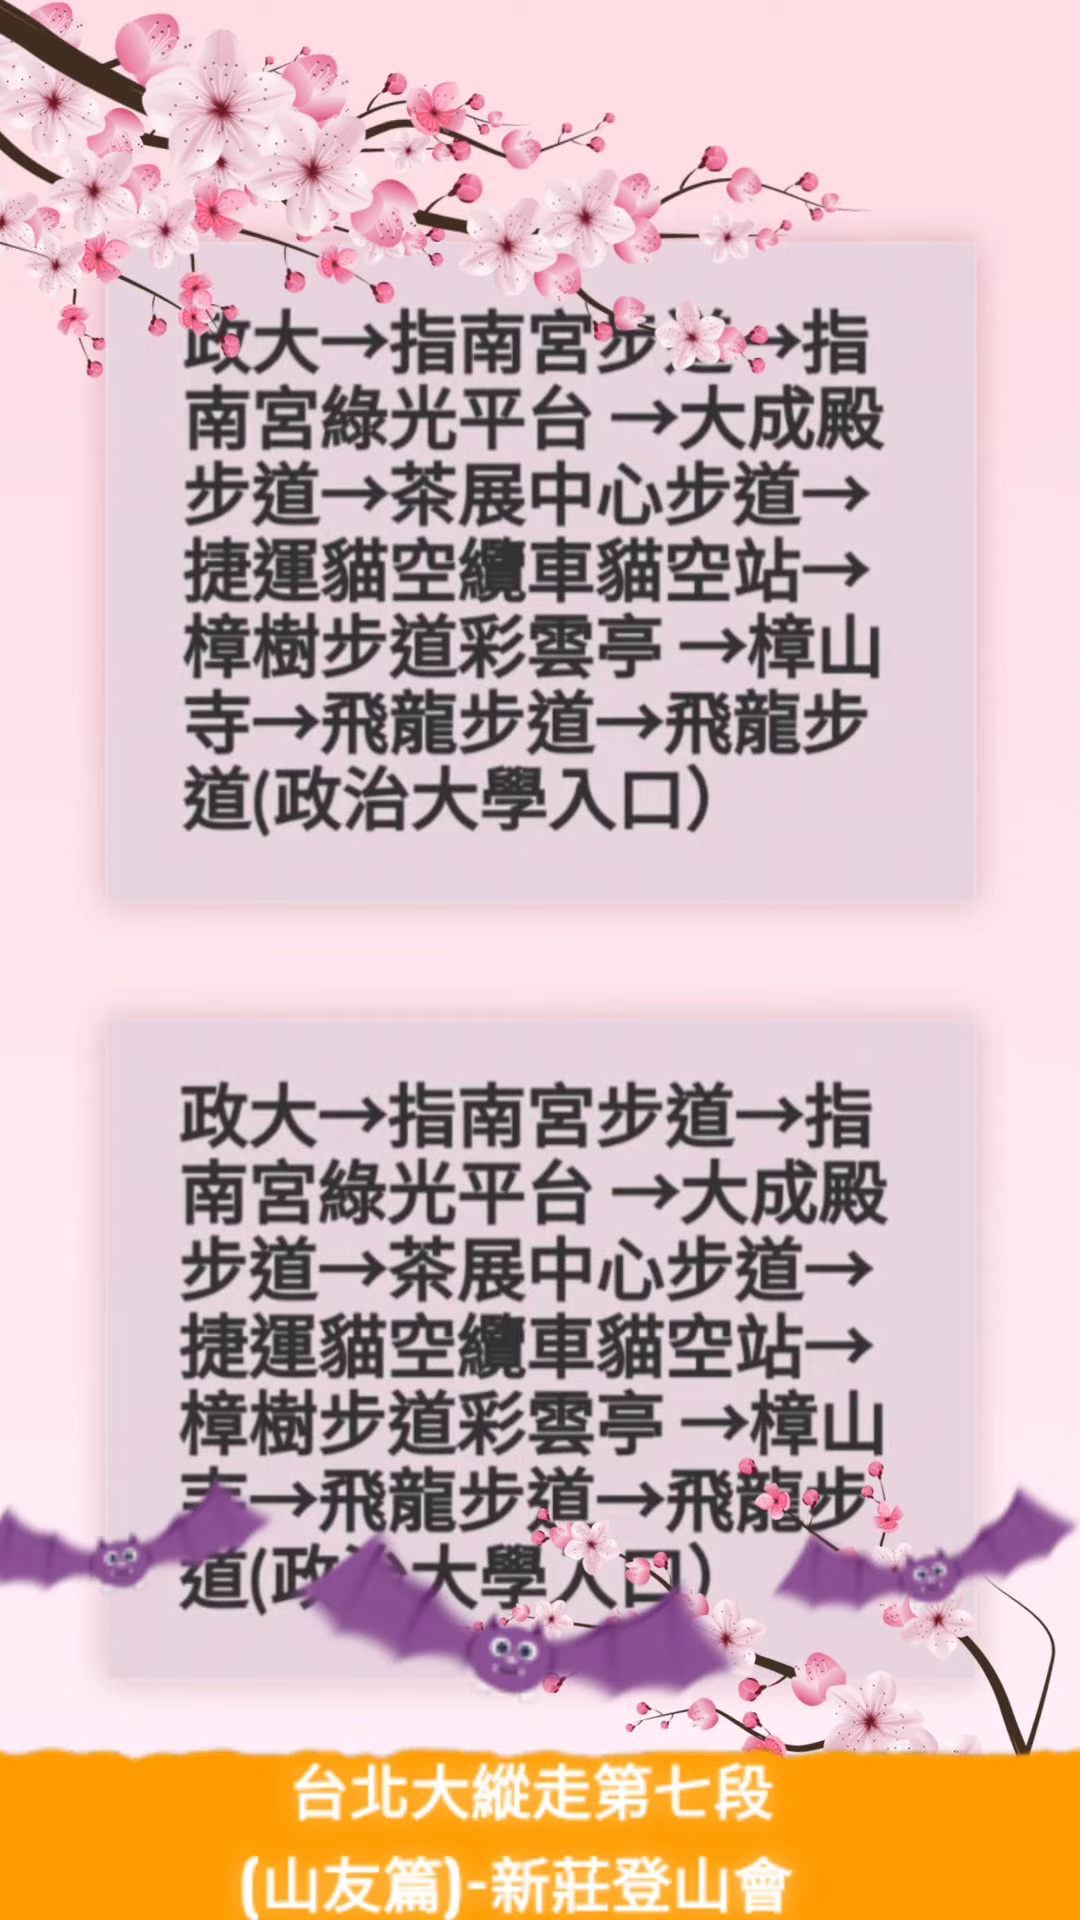 政大→指南宮步道→指
南宮綠光平台 →大成殿
步道→茶展中心步道→
捷運貓空纜車貓空站→
樟樹步道彩雲亭 →樟山
寺→飛龍步道→飛龍步
道(政治大學入口)
政大→指南宮步道→指
南宮綠光平台 →大成殿
步道→茶展中心步道→
捷運貓空纜車貓空站→
樟樹步道彩雲亭 →樟山
寺→飛龍步道→飛龍步
道(政治大學入口)
台北大縱走第七段
(山友篇)-新莊登山會